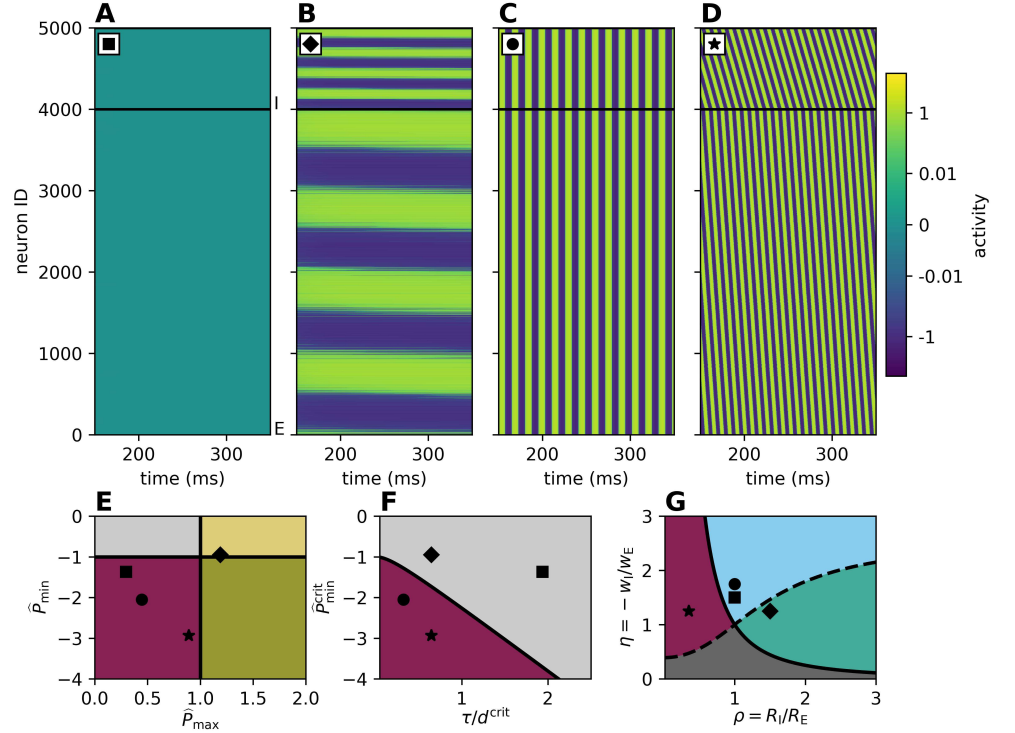 A B C D
5000
4000
3000
2000
1000
0
neuron ID
I
E
200 300
time (ms)
200 300
time (ms)
200 300
time (ms)
200 300
time (ms)
1
0.01
0
-0.01
-1
activity
E F G
0
−1
−2
−3
−4
P̂min
0.0 0.5 1.0 1.5 2.0
P̂max
0
−1
−2
−3
−4
P̂min^crit
1 2
τ/d^crit
3
2
1
0
η = − wI/wE
0 1 2 3
ρ = RI/RE